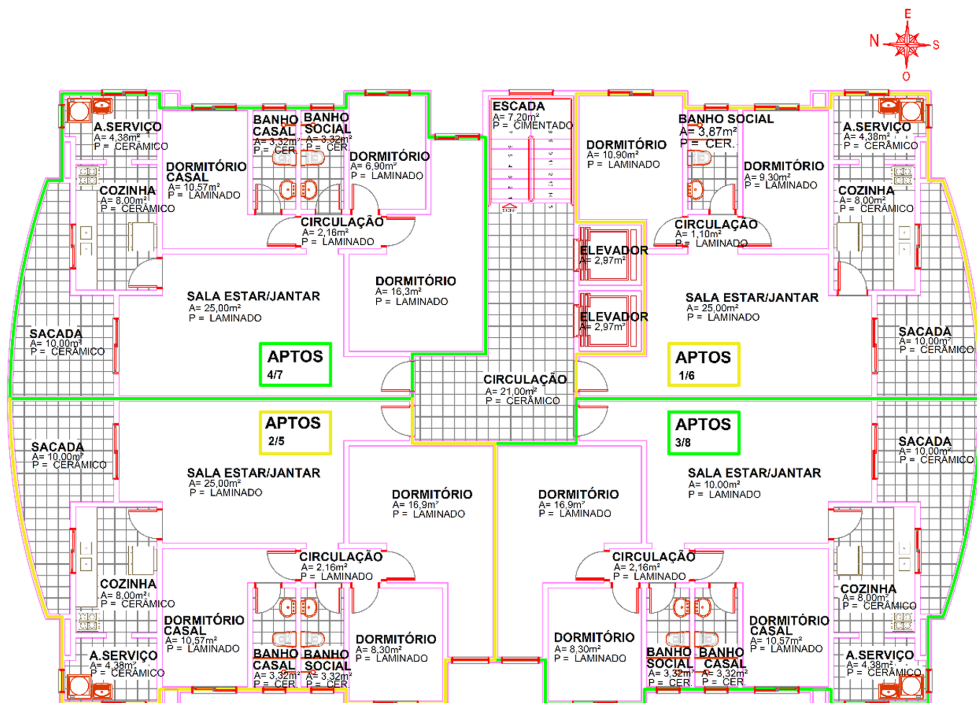 E
N
S
O
A.SERVIÇO
A= 4,38m²
P = CERÂMICO
COZINHA
A= 8,00m²
P = CERÂMICO
DORMITÓRIO
CASAL
A= 10,57m²
P = LAMINADO
BANHO
CASAL
A= 3,32m²
P = CER.
BANHO
SOCIAL
A= 3,32m²
P = CER.
DORMITÓRIO
A= 6,90m²
P = LAMINADO
CIRCULAÇÃO
A= 2,16m²
P = LAMINADO
DORMITÓRIO
A= 16,3m²
P = LAMINADO
SALA ESTAR/JANTAR
A= 25,00m²
P = LAMINADO
SACADA
A= 10,00m²
P = CERÂMICO
APTOS
4/7
ESCADA
A= 7,20m²
P = CIMENTADO
ELEVADOR
A= 2,97m²
ELEVADOR
A= 2,97m²
CIRCULAÇÃO
A= 21,00m²
P = CERÂMICO
DORMITÓRIO
A= 10,90m²
P = LAMINADO
BANHO SOCIAL
A= 3,87m²
P = CER.
DORMITÓRIO
A= 9,30m²
P = LAMINADO
A.SERVIÇO
A= 4,38m²
P = CERÂMICO
COZINHA
A= 8,00m²
P = CERÂMICO
CIRCULAÇÃO
A= 1,10m²
P = LAMINADO
SALA ESTAR/JANTAR
A= 25,00m²
P = LAMINADO
SACADA
A= 10,00m²
P = CERÂMICO
APTOS
1/6
APTOS
2/5
SACADA
A= 10,00m²
P = CERÂMICO
SALA ESTAR/JANTAR
A= 25,00m²
P = LAMINADO
DORMITÓRIO
A= 16,9m²
P = LAMINADO
CIRCULAÇÃO
A= 2,16m²
P = LAMINADO
COZINHA
A= 8,00m²
P = CERÂMICO
DORMITÓRIO
CASAL
A= 10,57m²
P = LAMINADO
A.SERVIÇO
A= 4,38m²
P = CERÂMICO
BANHO
CASAL
A= 3,32m²
P = CER.
BANHO
SOCIAL
A= 3,32m²
P = CER.
DORMITÓRIO
A= 8,30m²
P = LAMINADO
APTOS
3/8
SACADA
A= 10,00m²
P = CERÂMICO
SALA ESTAR/JANTAR
A= 10,00m²
P = LAMINADO
DORMITÓRIO
A= 16,9m²
P = LAMINADO
CIRCULAÇÃO
A= 2,16m²
P = LAMINADO
COZINHA
A= 8,00m²
P = CERÂMICO
DORMITÓRIO
A= 8,30m²
P = LAMINADO
BANHO
SOCIAL
A= 3,32m²
P = CER.
BANHO
CASAL
A= 3,32m²
P = CER.
DORMITÓRIO
CASAL
A= 10,57m²
P = LAMINADO
A.SERVIÇO
A= 4,38m²
P = CERÂMICO